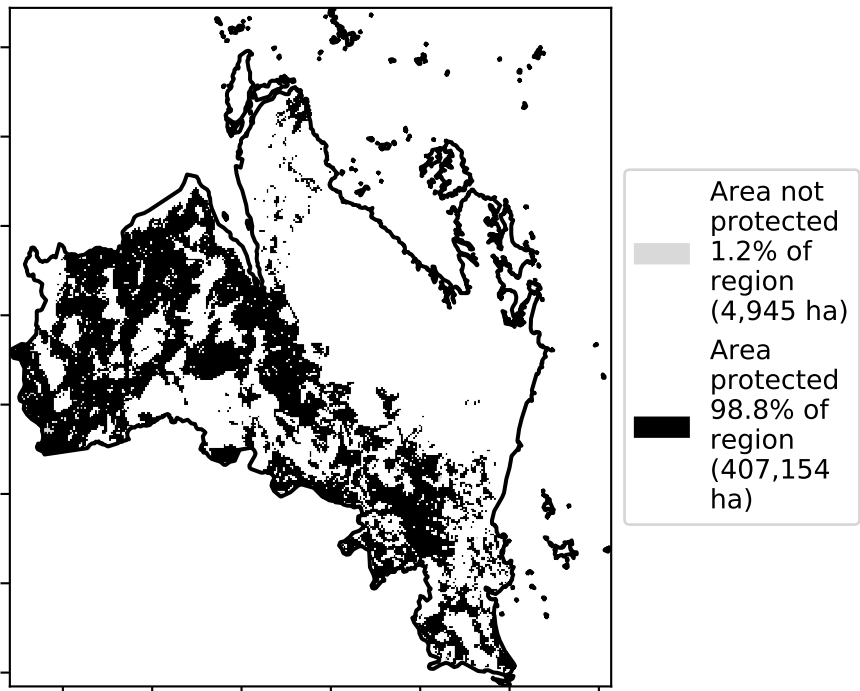 Area not
protected
1.2% of
region
(4,945 ha)
Area
protected
98.8% of
region
(407,154
ha)